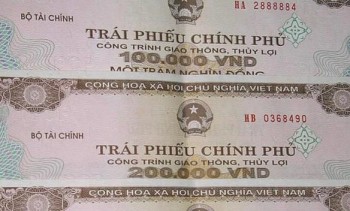 HA 2888884
BỘ TÀI CHÍNH
TRÁI PHIẾU CHÍNH PHỦ
CÔNG TRÌNH GIAO THÔNG, THỦY LỢI
100.000 VND
MỘT TRĂM NGHÌN ĐỒNG
CỘNG HÒA XÃ HỘI CHỦ NGHĨA VIỆT NAM
HB 0368490
BỘ TÀI CHÍNH
TRÁI PHIẾU CHÍNH PHỦ
CÔNG TRÌNH GIAO THÔNG, THỦY LỢI
200.000 VND
CỘNG HÒA XÃ HỘI CHỦ NGHĨA VIỆT NAM